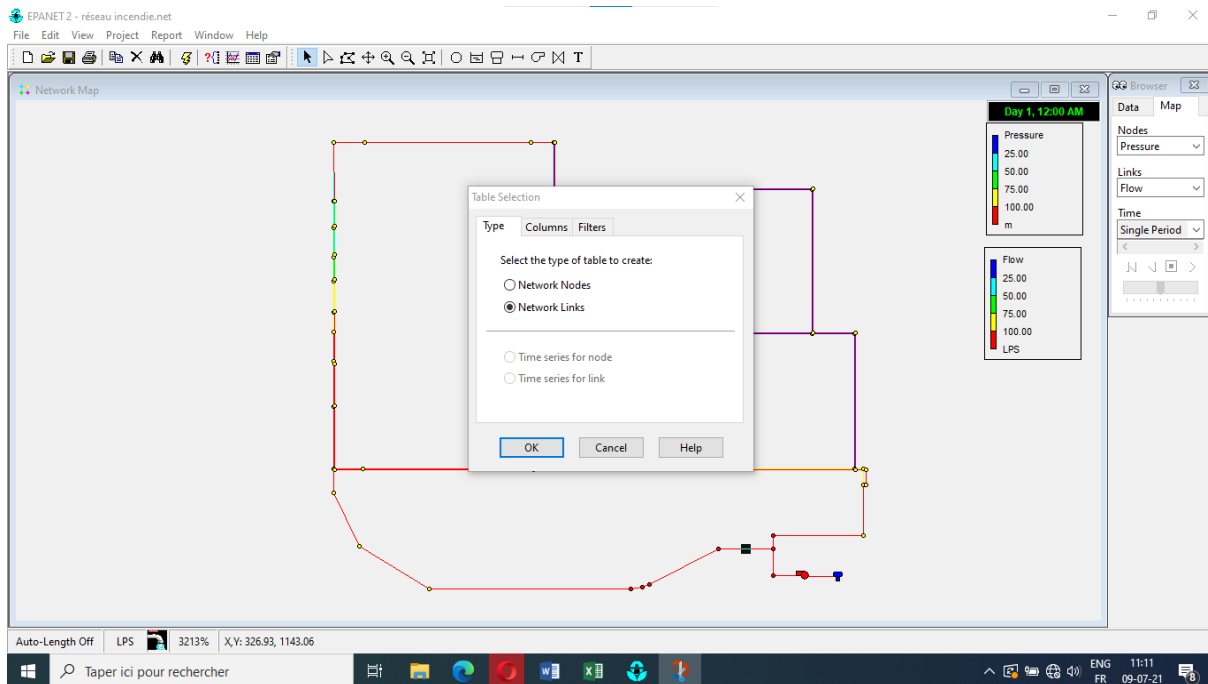 EPANET 2 - réseau incendie.net
File Edit View Project Report Window Help
T
Network Map
Day 1, 12:00 AM
Pressure
25.00
50.00
75.00
100.00
m
Flow
25.00
50.00
75.00
100.00
LPS
Browser
Data Map
Nodes
Pressure
Links
Flow
Time
Single Period
Table Selection
Type Columns Filters
Select the type of table to create:
Network Nodes
Network Links
Time series for node
Time series for link
OK Cancel Help
Auto-Length Off LPS 3213% X,Y: 326.93, 1143.06
Taper ici pour rechercher
ENG 11:11
FR 09-07-21
8